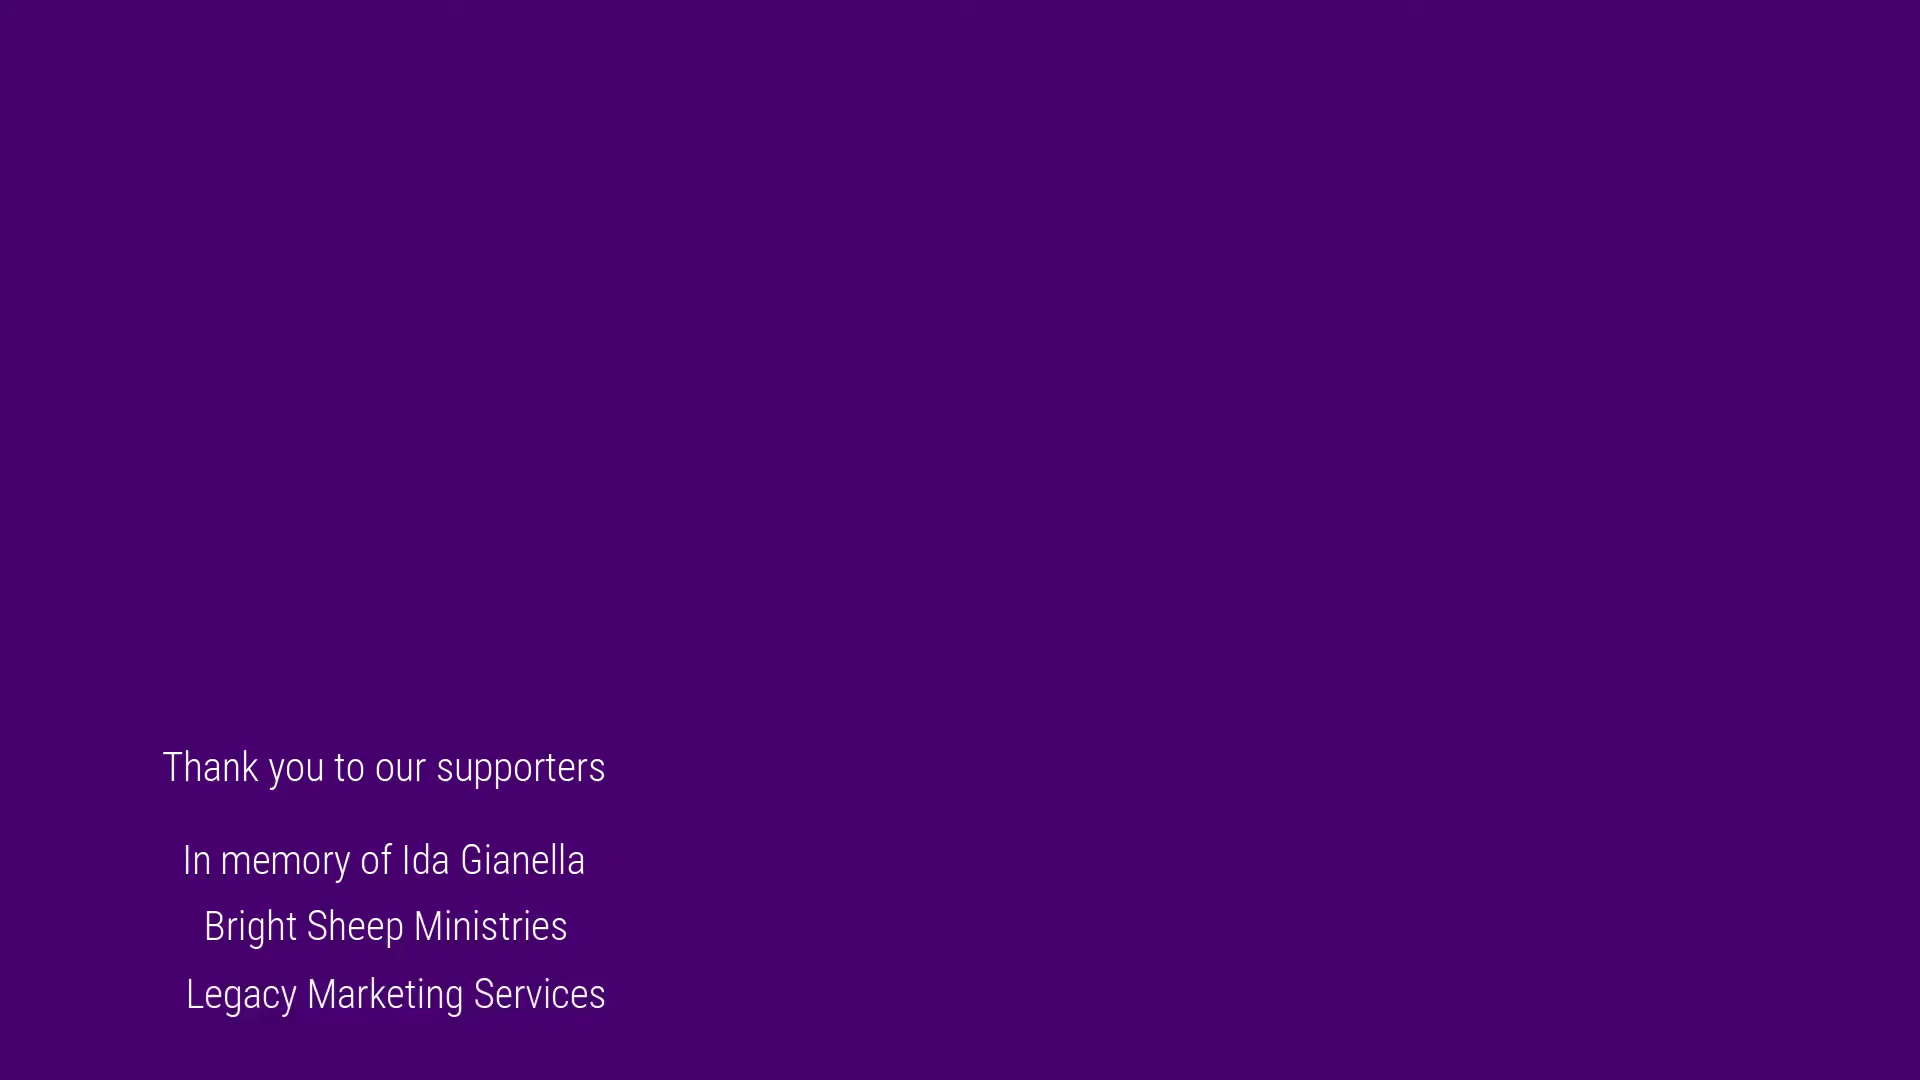 Thank you to our supporters
In memory of Ida Gianella
Bright Sheep Ministries
Legacy Marketing Services